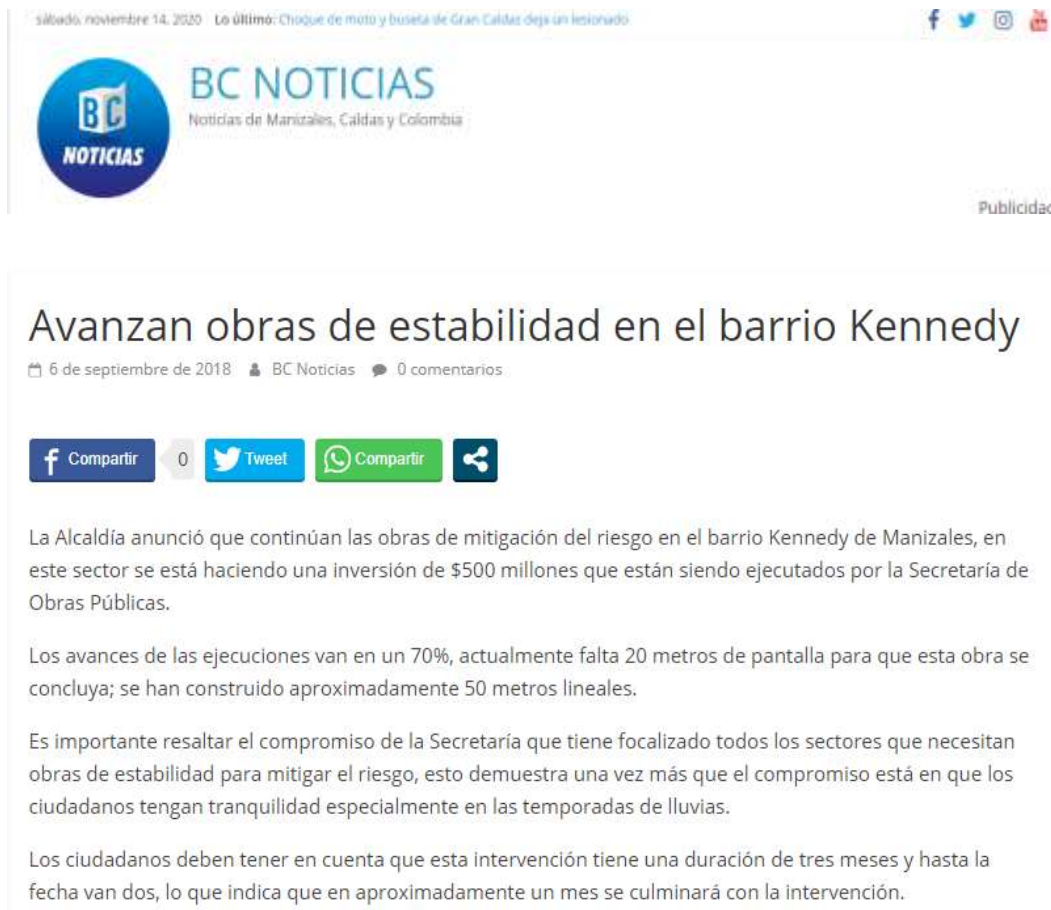 sábado, noviembre 14, 2020 Lo último: Choque de moto y buseta de Gran Caldas deja un lesionado
BC
NOTICIAS
BC NOTICIAS
Noticias de Manizales, Caldas y Colombia
Publicidad
Avanzan obras de estabilidad en el barrio Kennedy
6 de septiembre de 2018 BC Noticias 0 comentarios
Compartir 0 Tweet Compartir
La Alcaldía anunció que continúan las obras de mitigación del riesgo en el barrio Kennedy de Manizales, en
este sector se está haciendo una inversión de $500 millones que están siendo ejecutados por la Secretaría de
Obras Públicas.
Los avances de las ejecuciones van en un 70%, actualmente falta 20 metros de pantalla para que esta obra se
concluya; se han construido aproximadamente 50 metros lineales.
Es importante resaltar el compromiso de la Secretaría que tiene focalizado todos los sectores que necesitan
obras de estabilidad para mitigar el riesgo, esto demuestra una vez más que el compromiso está en que los
ciudadanos tengan tranquilidad especialmente en las temporadas de lluvias.
Los ciudadanos deben tener en cuenta que esta intervención tiene una duración de tres meses y hasta la
fecha van dos, lo que indica que en aproximadamente un mes se culminará con la intervención.